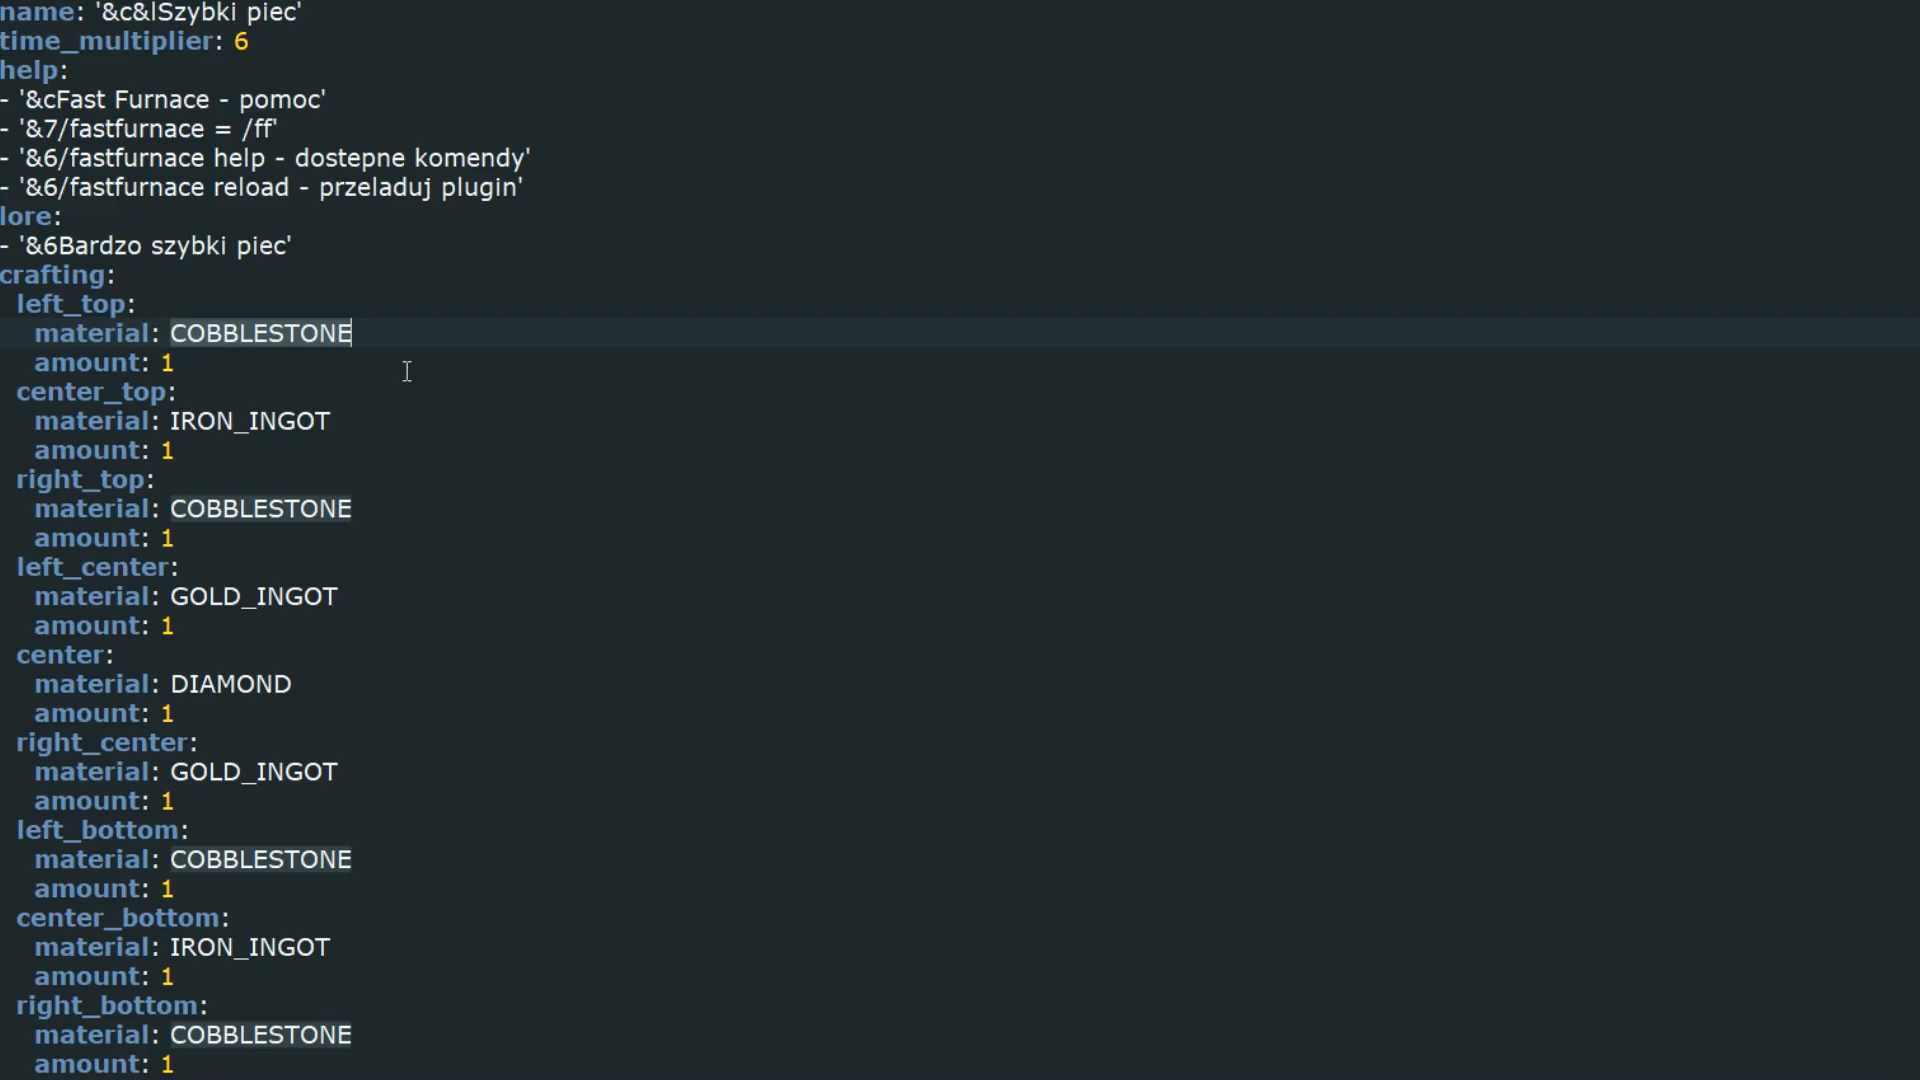 name: '&c&lSzybki piec'
time_multiplier: 6
help:
- '&cFast Furnace - pomoc'
- '&7/fastfurnace = /ff'
- '&6/fastfurnace help - dostepne komendy'
- '&6/fastfurnace reload - przeladuj plugin'
lore:
- '&6Bardzo szybki piec'
crafting:
left_top:
material: COBBLESTONE
amount: 1
center_top:
material: IRON_INGOT
amount: 1
right_top:
material: COBBLESTONE
amount: 1
left_center:
material: GOLD_INGOT
amount: 1
center:
material: DIAMOND
amount: 1
right_center:
material: GOLD_INGOT
amount: 1
left_bottom:
material: COBBLESTONE
amount: 1
center_bottom:
material: IRON_INGOT
amount: 1
right_bottom:
material: COBBLESTONE
amount: 1